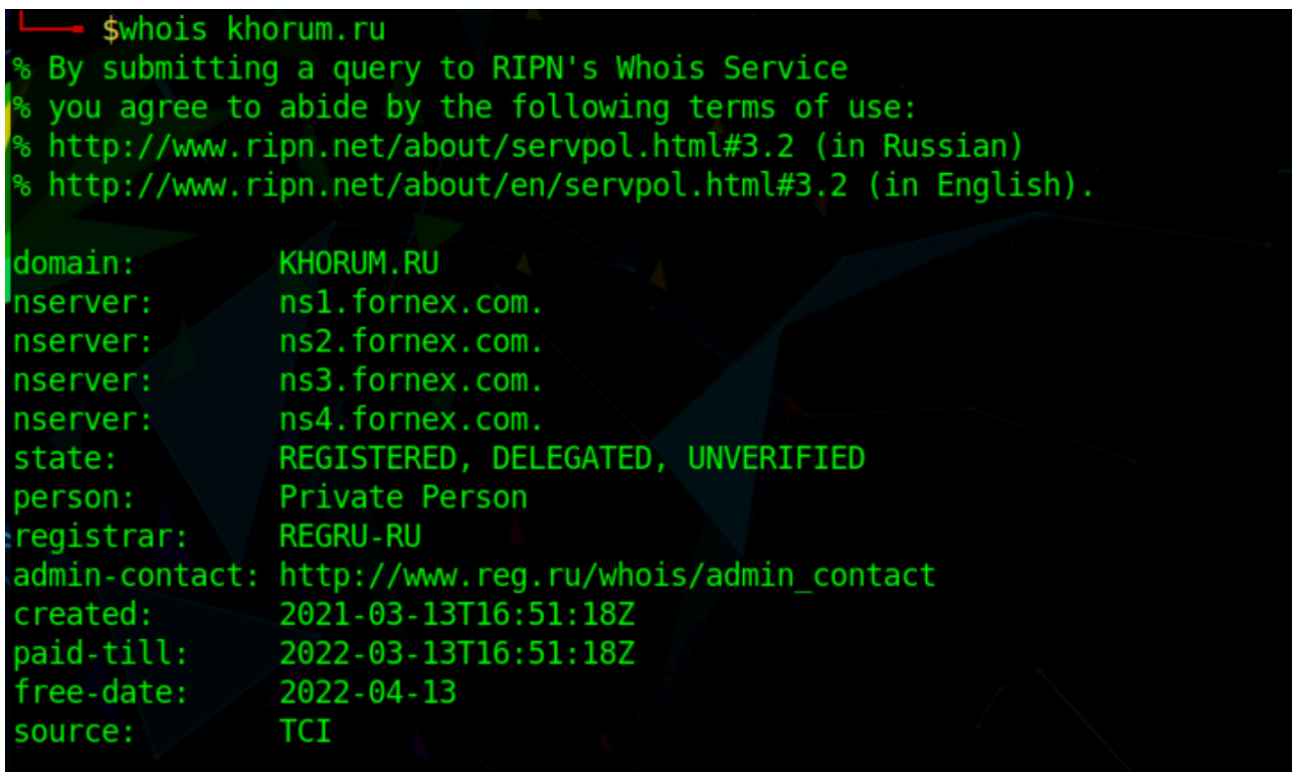 $whois khorum.ru
% By submitting a query to RIPN's Whois Service
% you agree to abide by the following terms of use:
% http://www.ripn.net/about/servpol.html#3.2 (in Russian)
% http://www.ripn.net/about/en/servpol.html#3.2 (in English).

domain:        KHORUM.RU
nserver:       ns1.fornex.com.
nserver:       ns2.fornex.com.
nserver:       ns3.fornex.com.
nserver:       ns4.fornex.com.
state:         REGISTERED, DELEGATED, UNVERIFIED
person:        Private Person
registrar:     REGRU-RU
admin-contact: http://www.reg.ru/whois/admin_contact
created:       2021-03-13T16:51:18Z
paid-till:     2022-03-13T16:51:18Z
free-date:     2022-04-13
source:        TCI